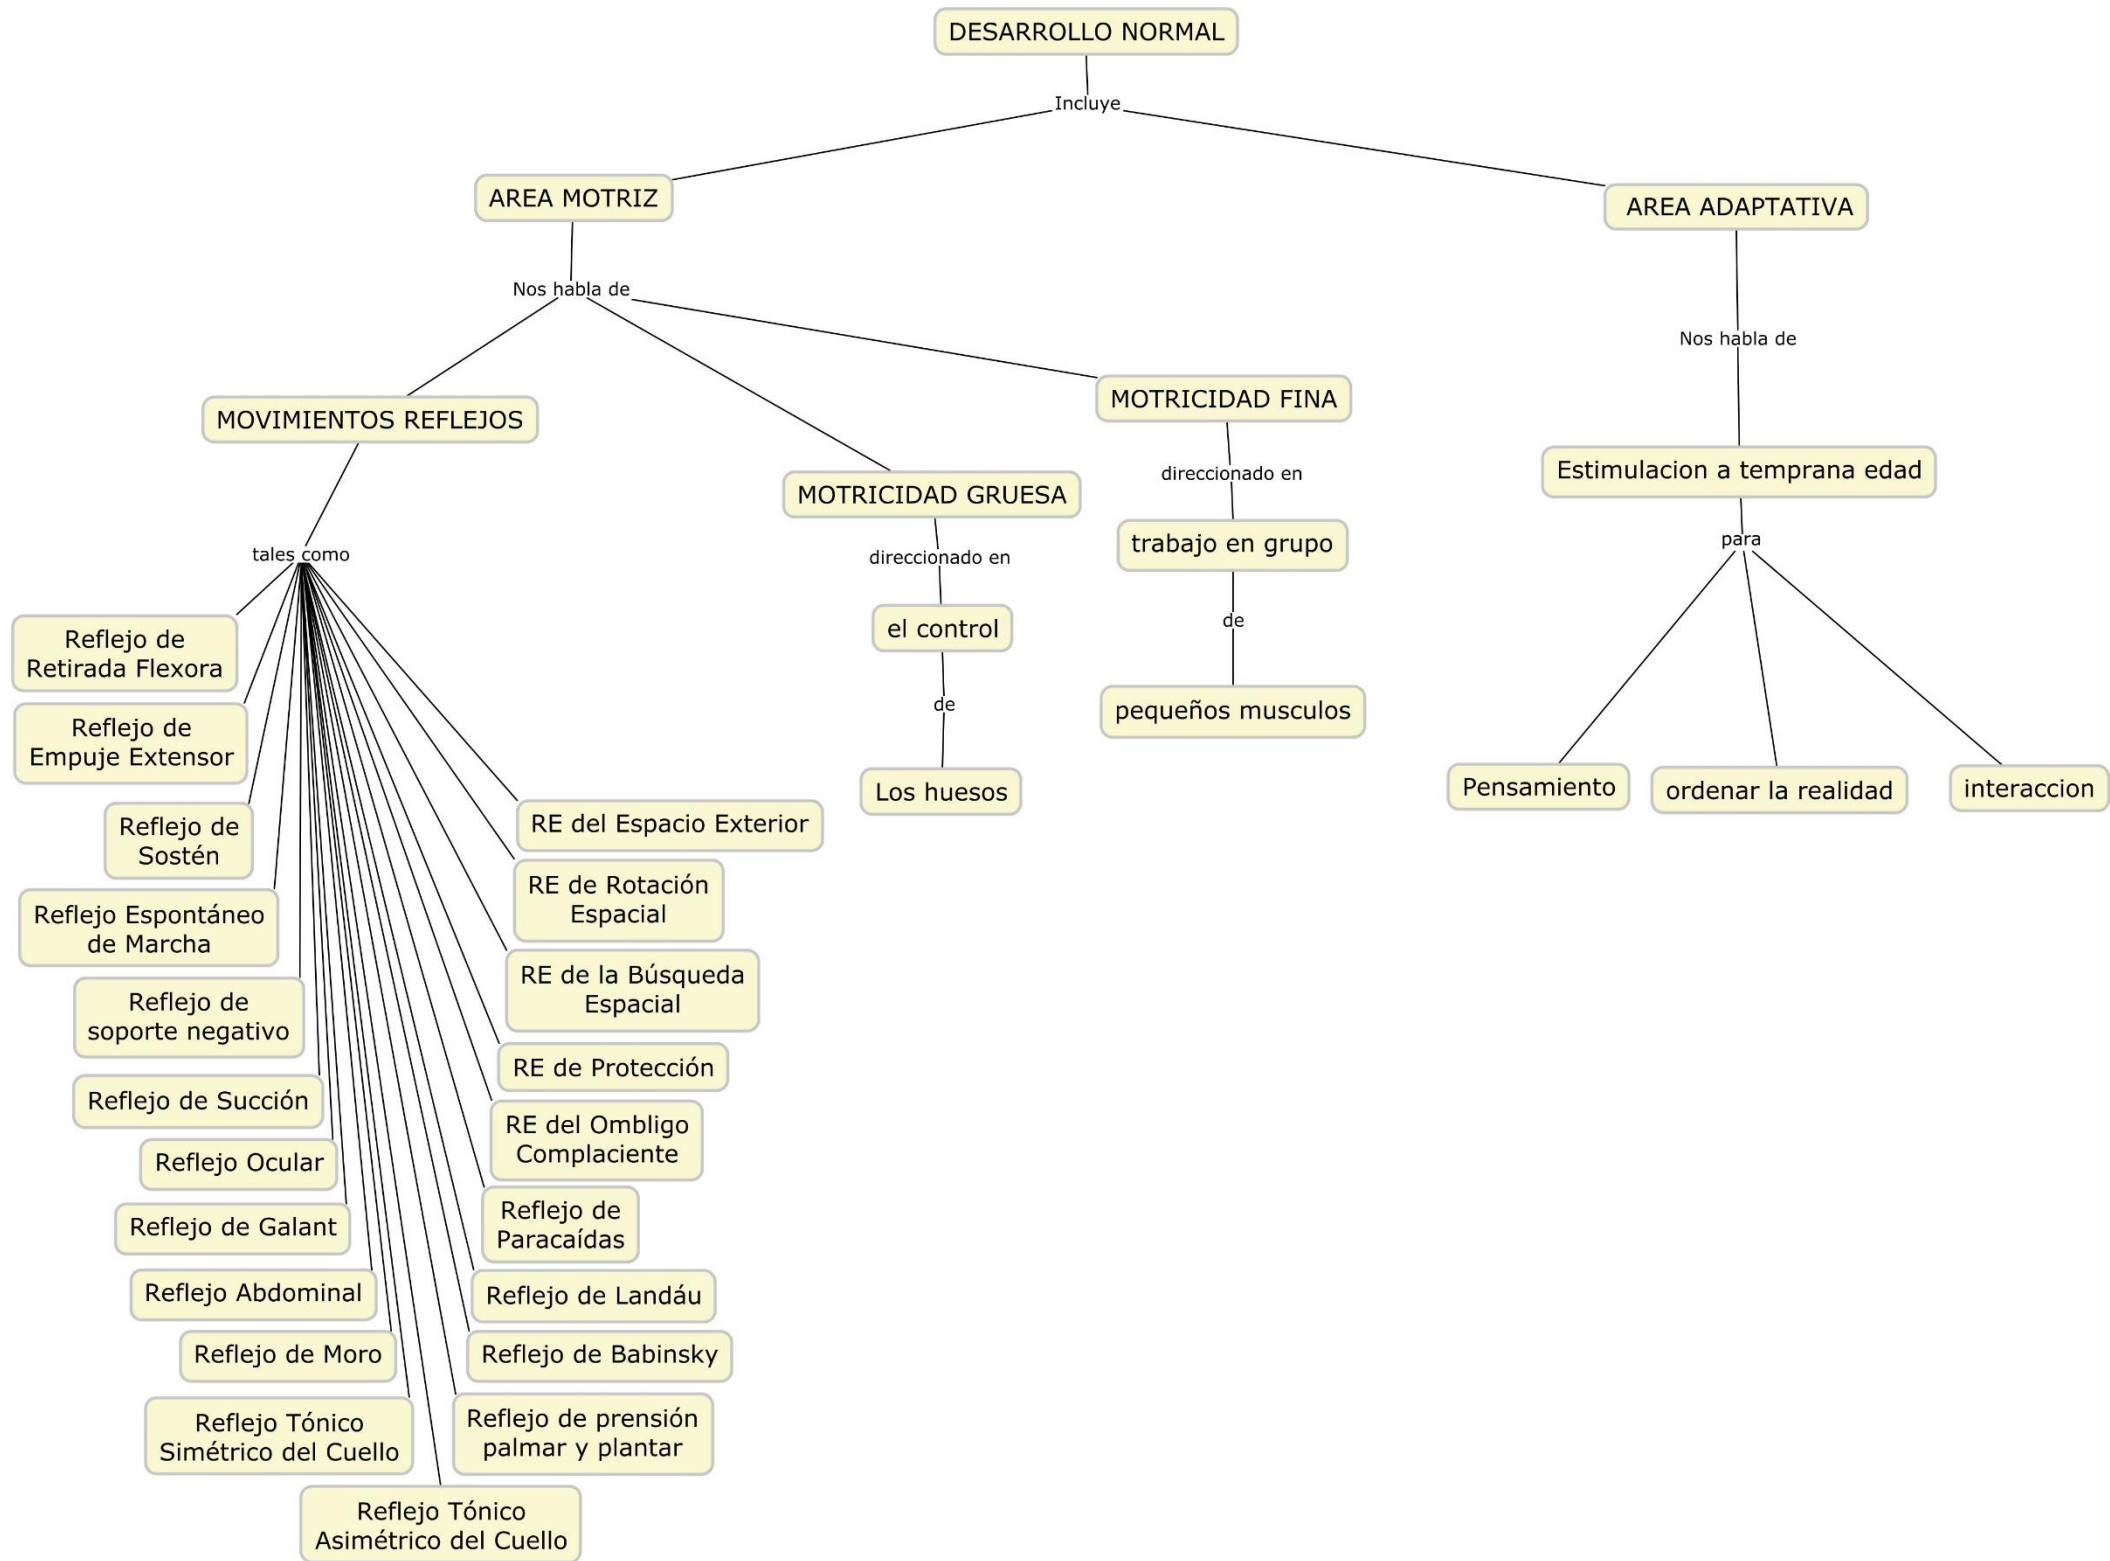 DESARROLLO NORMAL
Incluye
AREA MOTRIZ
AREA ADAPTATIVA
Nos habla de
Nos habla de
MOVIMIENTOS REFLEJOS
MOTRICIDAD GRUESA
MOTRICIDAD FINA
direccionado en
el control
de
Los huesos
direccionado en
trabajo en grupo
de
pequeños musculos
Estimulacion a temprana edad
para
Pensamiento
ordenar la realidad
interaccion
tales como
Reflejo de
Retirada Flexora
Reflejo de
Empuje Extensor
Reflejo de
Sostén
Reflejo Espontáneo
de Marcha
Reflejo de
soporte negativo
Reflejo de Succión
Reflejo Ocular
Reflejo de Galant
Reflejo Abdominal
Reflejo de Moro
Reflejo Tónico
Simétrico del Cuello
Reflejo Tónico
Asimétrico del Cuello
RE del Espacio Exterior
RE de Rotación
Espacial
RE de la Búsqueda
Espacial
RE de Protección
RE del Ombligo
Complaciente
Reflejo de
Paracaídas
Reflejo de Landáu
Reflejo de Babinsky
Reflejo de prensión
palmar y plantar